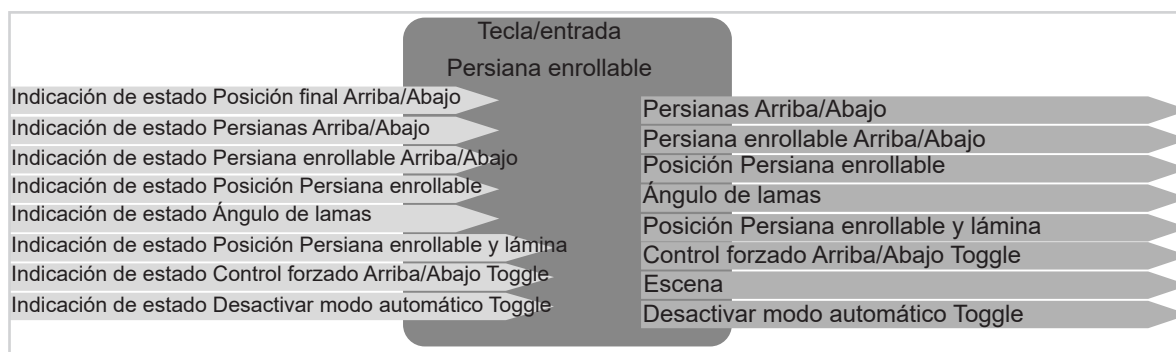 Tecla/entrada
Persiana enrollable
Indicación de estado Posición final Arriba/Abajo
Indicación de estado Persianas Arriba/Abajo
Indicación de estado Persiana enrollable Arriba/Abajo
Indicación de estado Posición Persiana enrollable
Indicación de estado Ángulo de lamas
Indicación de estado Posición Persiana enrollable y lámina
Indicación de estado Control forzado Arriba/Abajo Toggle
Indicación de estado Desactivar modo automático Toggle
Persianas Arriba/Abajo
Persiana enrollable Arriba/Abajo
Posición Persiana enrollable
Ángulo de lamas
Posición Persiana enrollable y lámina
Control forzado Arriba/Abajo Toggle
Escena
Desactivar modo automático Toggle